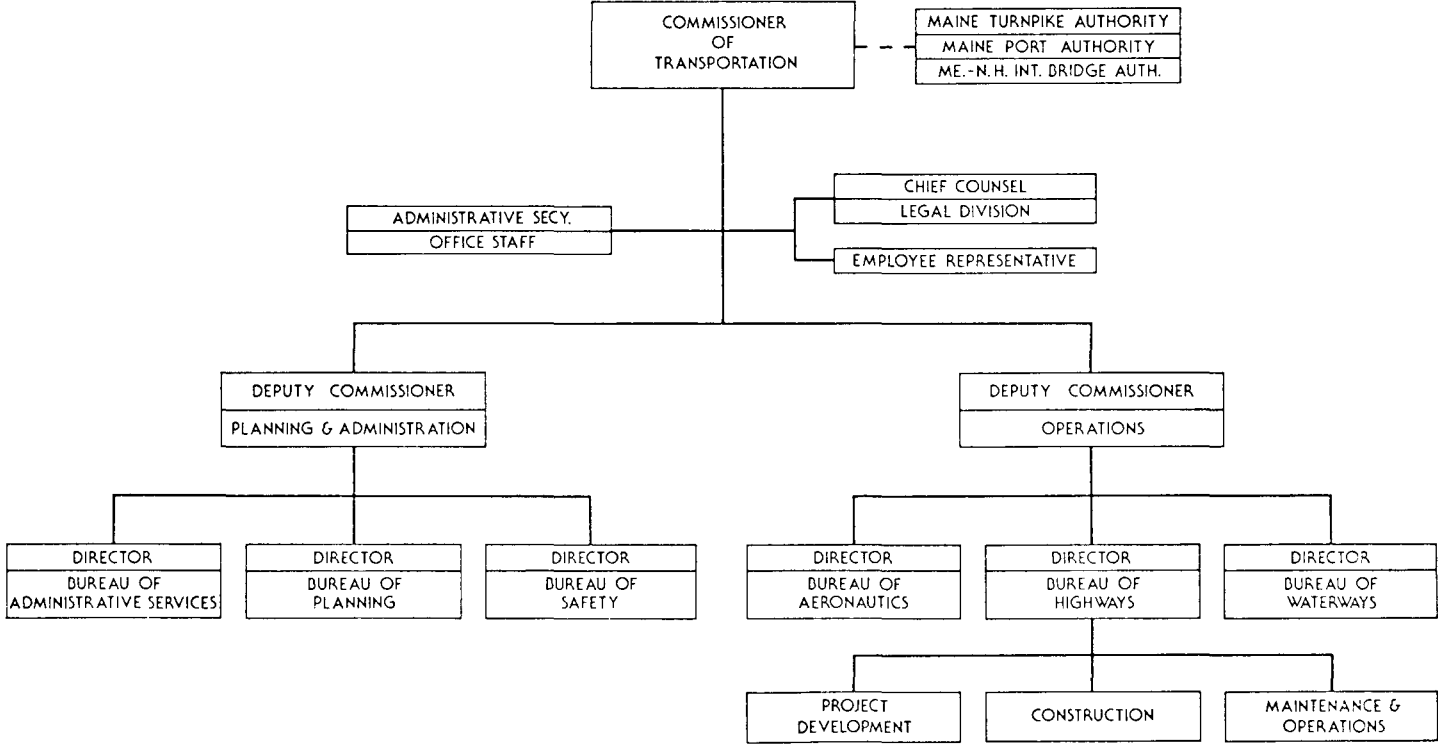 COMMISSIONER
OF
TRANSPORTATION
MAINE TURNPIKE AUTHORITY
MAINE PORT AUTHORITY
ME.-N.H. INT. BRIDGE AUTH.
ADMINISTRATIVE SECY.
OFFICE STAFF
CHIEF COUNSEL
LEGAL DIVISION
EMPLOYEE REPRESENTATIVE
DEPUTY COMMISSIONER
PLANNING & ADMINISTRATION
DEPUTY COMMISSIONER
OPERATIONS
DIRECTOR
BUREAU OF
ADMINISTRATIVE SERVICES
DIRECTOR
BUREAU OF
PLANNING
DIRECTOR
BUREAU OF
SAFETY
DIRECTOR
BUREAU OF
AERONAUTICS
DIRECTOR
BUREAU OF
HIGHWAYS
DIRECTOR
BUREAU OF
WATERWAYS
PROJECT
DEVELOPMENT
CONSTRUCTION
MAINTENANCE &
OPERATIONS